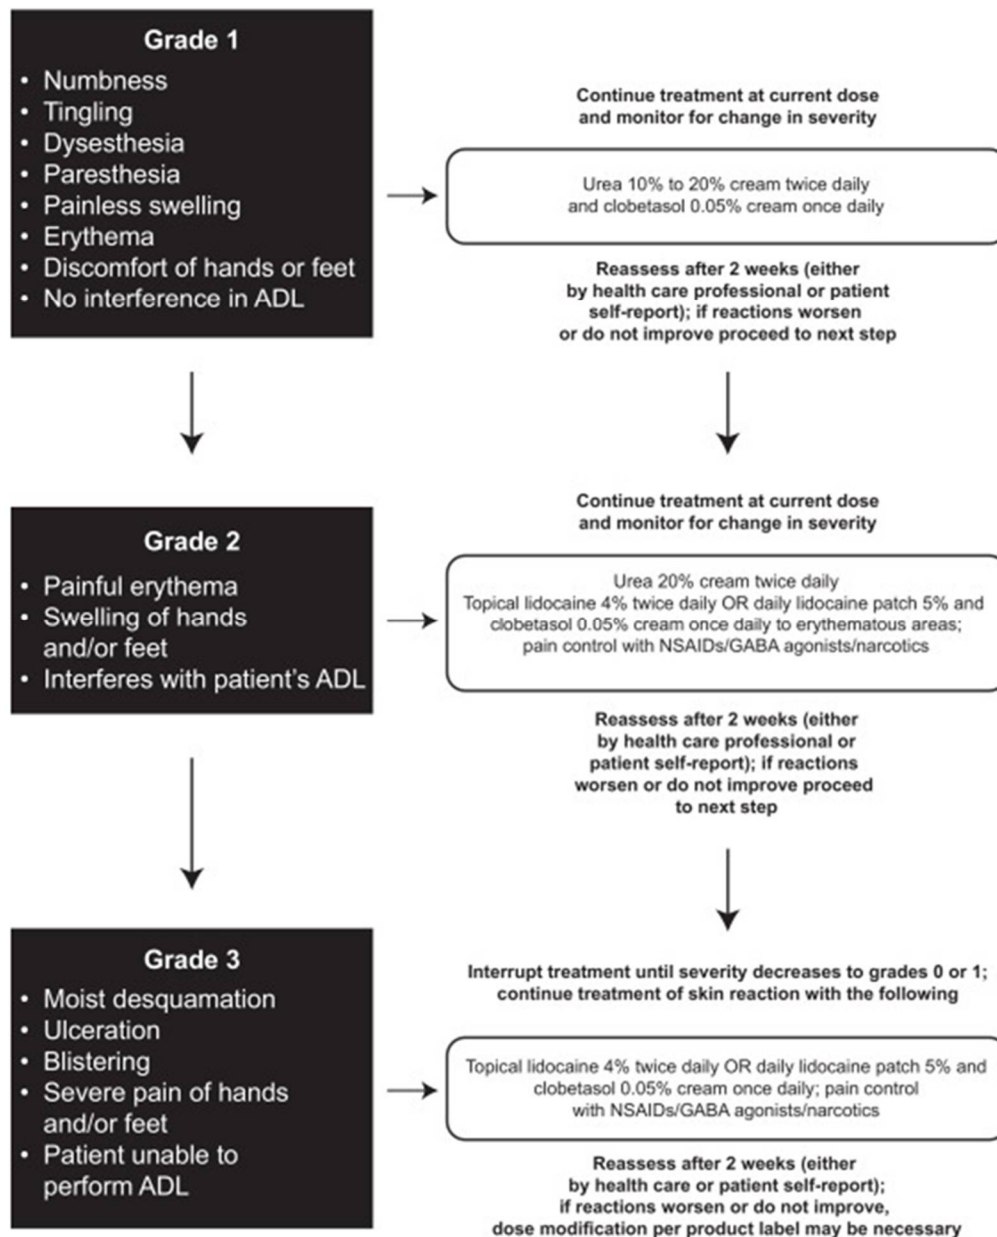 Grade 1
• Numbness
• Tingling
• Dysesthesia
• Paresthesia
• Painless swelling
• Erythema
• Discomfort of hands or feet
• No interference in ADL
Continue treatment at current dose
and monitor for change in severity
Urea 10% to 20% cream twice daily
and clobetasol 0.05% cream once daily
Reassess after 2 weeks (either
by health care professional or patient
self-report); if reactions worsen
or do not improve proceed to next step
Grade 2
• Painful erythema
• Swelling of hands
and/or feet
• Interferes with patient's ADL
Continue treatment at current dose
and monitor for change in severity
Urea 20% cream twice daily
Topical lidocaine 4% twice daily OR daily lidocaine patch 5% and
clobetasol 0.05% cream once daily to erythematous areas;
pain control with NSAIDs/GABA agonists/narcotics
Reassess after 2 weeks (either
by health care professional or
patient self-report); if reactions
worsen or do not improve proceed
to next step
Grade 3
• Moist desquamation
• Ulceration
• Blistering
• Severe pain of hands
and/or feet
• Patient unable to
perform ADL
Interrupt treatment until severity decreases to grades 0 or 1;
continue treatment of skin reaction with the following
Topical lidocaine 4% twice daily OR daily lidocaine patch 5% and
clobetasol 0.05% cream once daily; pain control
with NSAIDs/GABA agonists/narcotics
Reassess after 2 weeks (either
by health care or patient self-report);
if reactions worsen or do not improve,
dose modification per product label may be necessary